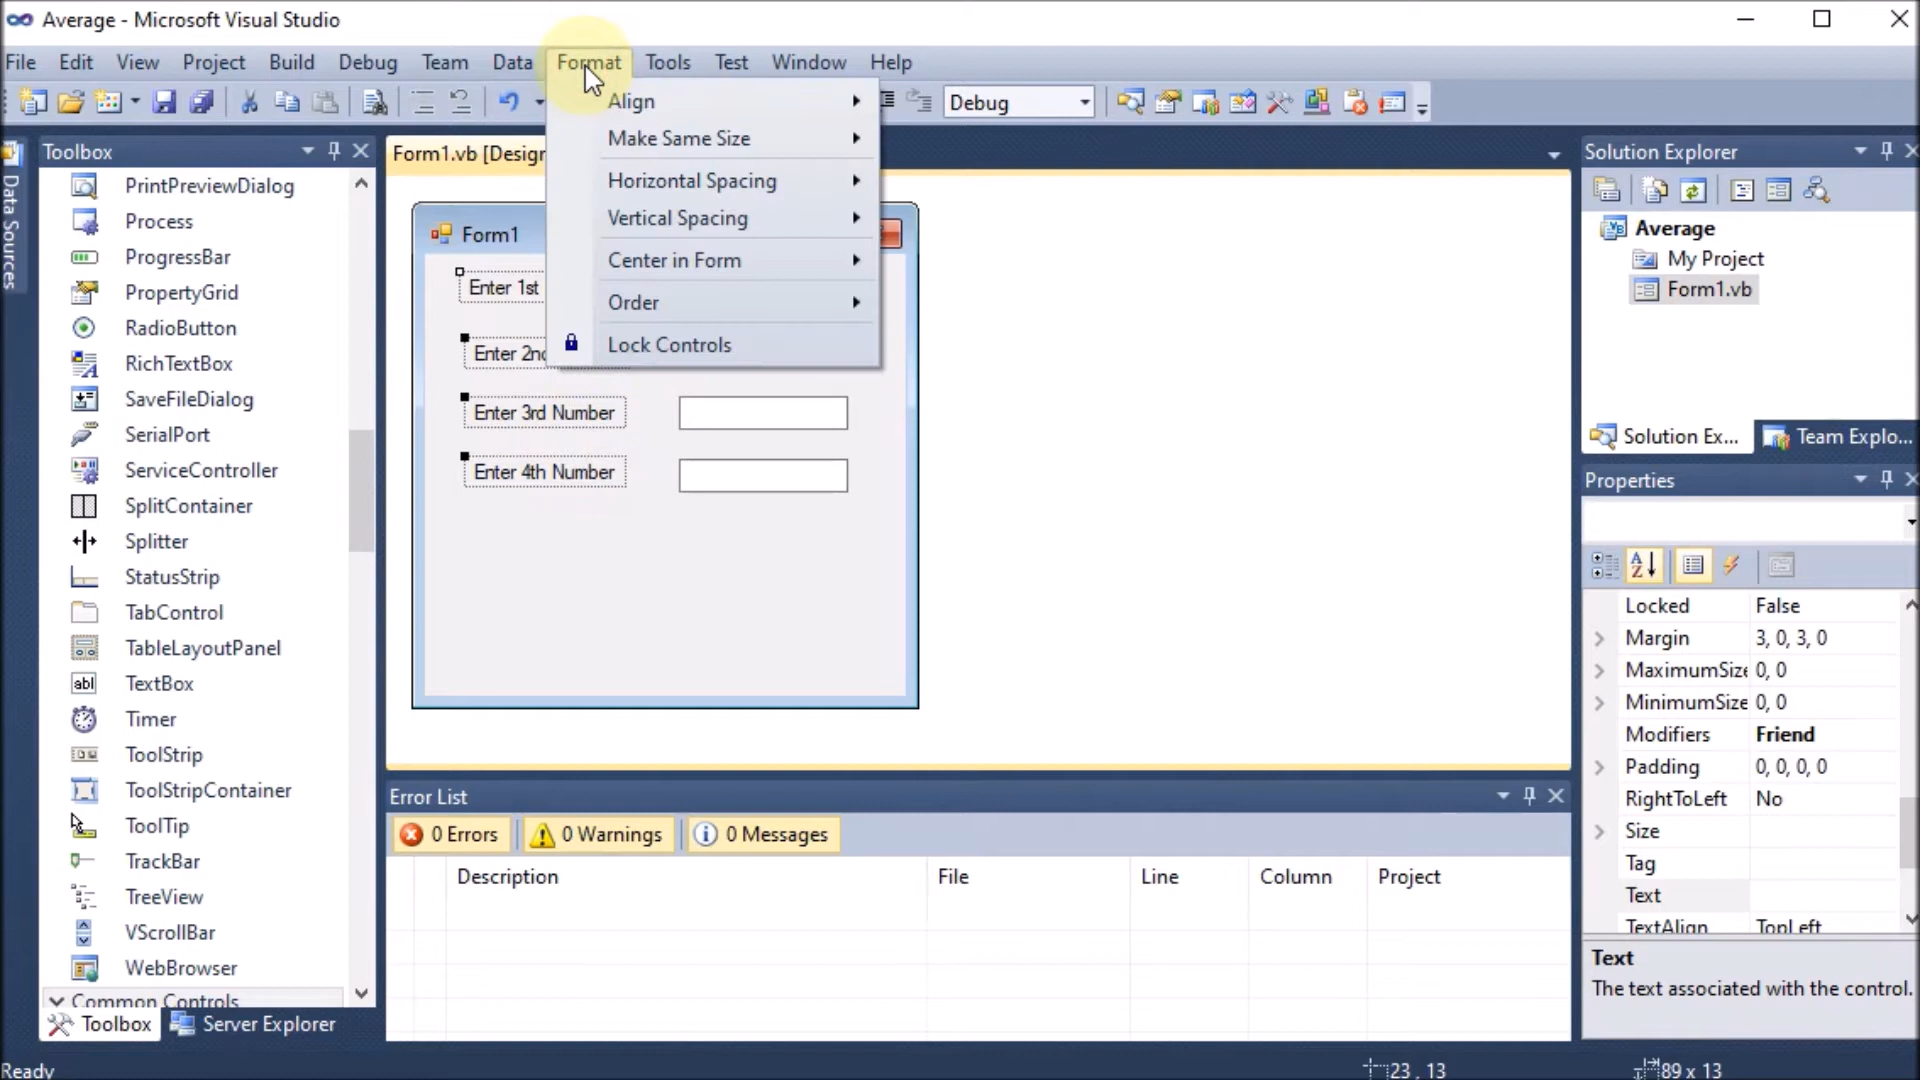 Average - Microsoft Visual Studio
File Edit View Project Build Debug Team Data Format Tools Test Window Help
Debug
Align
Make Same Size
Horizontal Spacing
Vertical Spacing
Center in Form
Order
Lock Controls
Data Sources
Toolbox
PrintPreviewDialog
Process
ProgressBar
PropertyGrid
RadioButton
RichTextBox
SaveFileDialog
SerialPort
ServiceController
SplitContainer
Splitter
StatusStrip
TabControl
TableLayoutPanel
TextBox
Timer
ToolStrip
ToolStripContainer
ToolTip
TrackBar
TreeView
VScrollBar
WebBrowser
Common Controls
Toolbox Server Explorer
Form1.vb [Design
Form1
Enter 1st
Enter 2nd
Enter 3rd Number
Enter 4th Number
Error List
0 Errors 0 Warnings 0 Messages
Description File Line Column Project
Solution Explorer
Average
My Project
Form1.vb
Solution Ex... Team Explo...
Properties
Locked False
Margin 3, 0, 3, 0
MaximumSize 0, 0
MinimumSize 0, 0
Modifiers Friend
Padding 0, 0, 0, 0
RightToLeft No
Size
Tag
Text
TextAlign TopLeft
Text
The text associated with the control.
Ready 23 , 13 89 x 13